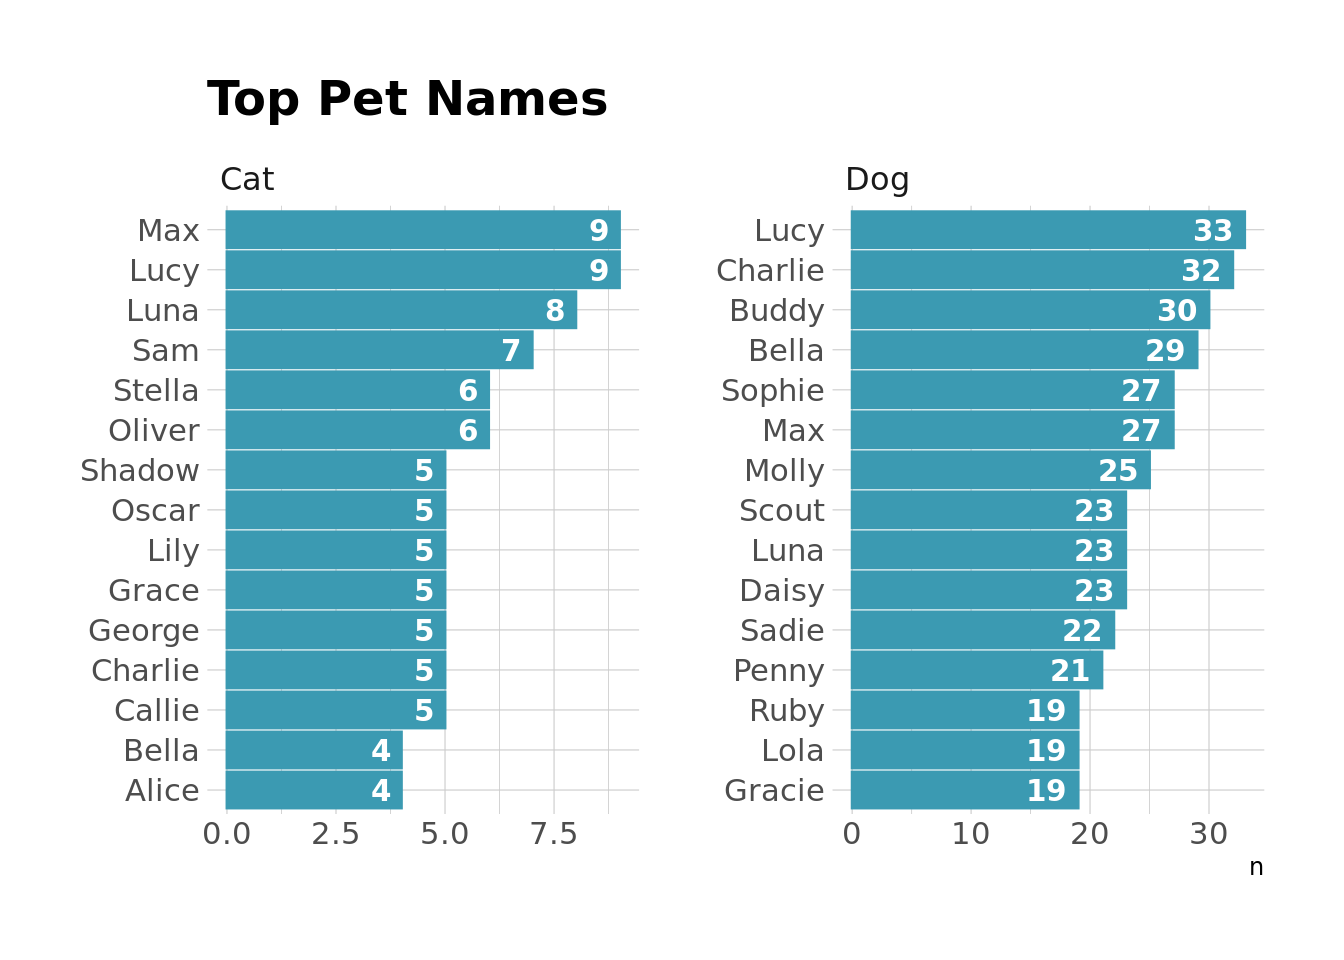 Top Pet Names
Cat
Max 9
Lucy 9
Luna 8
Sam 7
Stella 6
Oliver 6
Shadow 5
Oscar 5
Lily 5
Grace 5
George 5
Charlie 5
Callie 5
Bella 4
Alice 4
0.0 2.5 5.0 7.5
Dog
Lucy 33
Charlie 32
Buddy 30
Bella 29
Sophie 27
Max 27
Molly 25
Scout 23
Luna 23
Daisy 23
Sadie 22
Penny 21
Ruby 19
Lola 19
Gracie 19
0 10 20 30
n